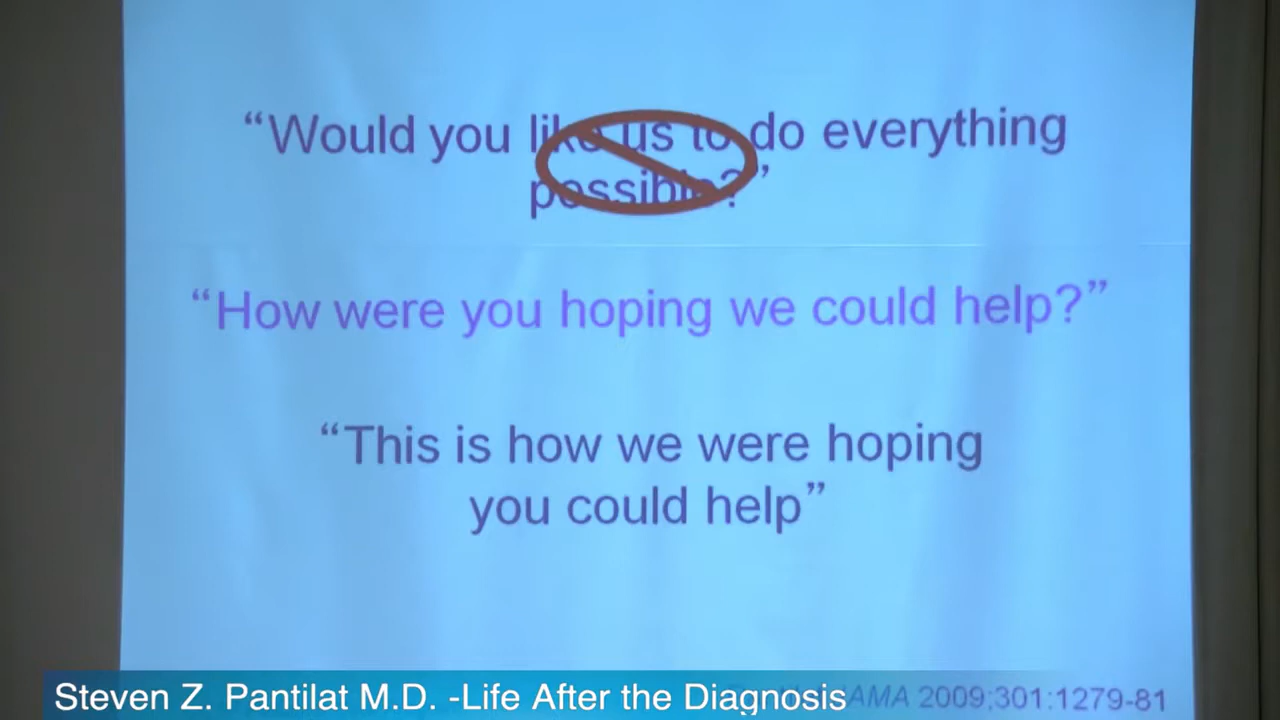 “Would you like us to do everything
possible?”
“How were you hoping we could help?”
“This is how we were hoping
you could help”
Steven Z. Pantilat M.D. -Life After the Diagnosis
JAMA 2009;301:1279-81